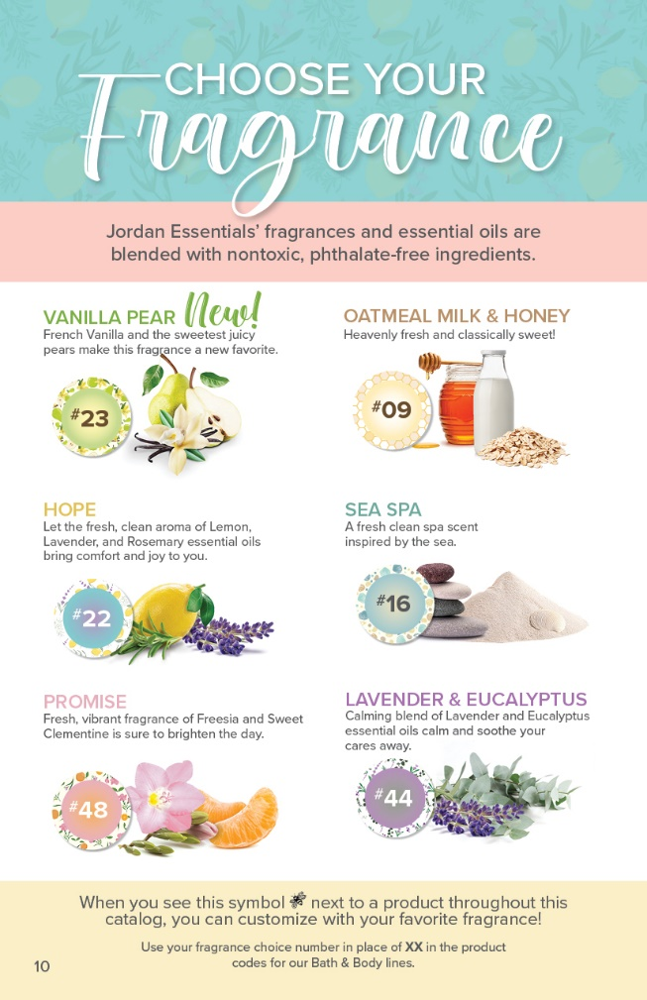 CHOOSE YOUR
Fragrance
Jordan Essentials’ fragrances and essential oils are
blended with nontoxic, phthalate-free ingredients.
VANILLA PEAR New!
French Vanilla and the sweetest juicy
pears make this fragrance a new favorite.
#23
OATMEAL MILK & HONEY
Heavenly fresh and classically sweet!
#09
HOPE
Let the fresh, clean aroma of Lemon,
Lavender, and Rosemary essential oils
bring comfort and joy to you.
#22
SEA SPA
A fresh clean spa scent
inspired by the sea.
#16
PROMISE
Fresh, vibrant fragrance of Freesia and Sweet
Clementine is sure to brighten the day.
#48
LAVENDER & EUCALYPTUS
Calming blend of Lavender and Eucalyptus
essential oils calm and soothe your
cares away.
#44
When you see this symbol next to a product throughout this
catalog, you can customize with your favorite fragrance!
Use your fragrance choice number in place of XX in the product
codes for our Bath & Body lines.
10